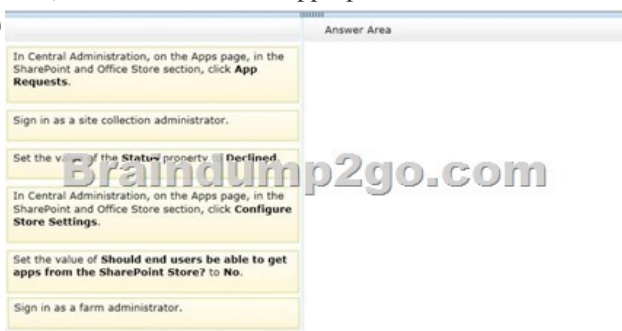 Answer Area
In Central Administration, on the Apps page, in the
SharePoint and Office Store section, click App
Requests.
Sign in as a site collection administrator.
Set the value of the Status property to Declined.
Braindump2go.com
In Central Administration, on the Apps page, in the
SharePoint and Office Store section, click Configure
Store Settings.
Set the value of Should end users be able to get
apps from the SharePoint Store? to No.
Sign in as a farm administrator.